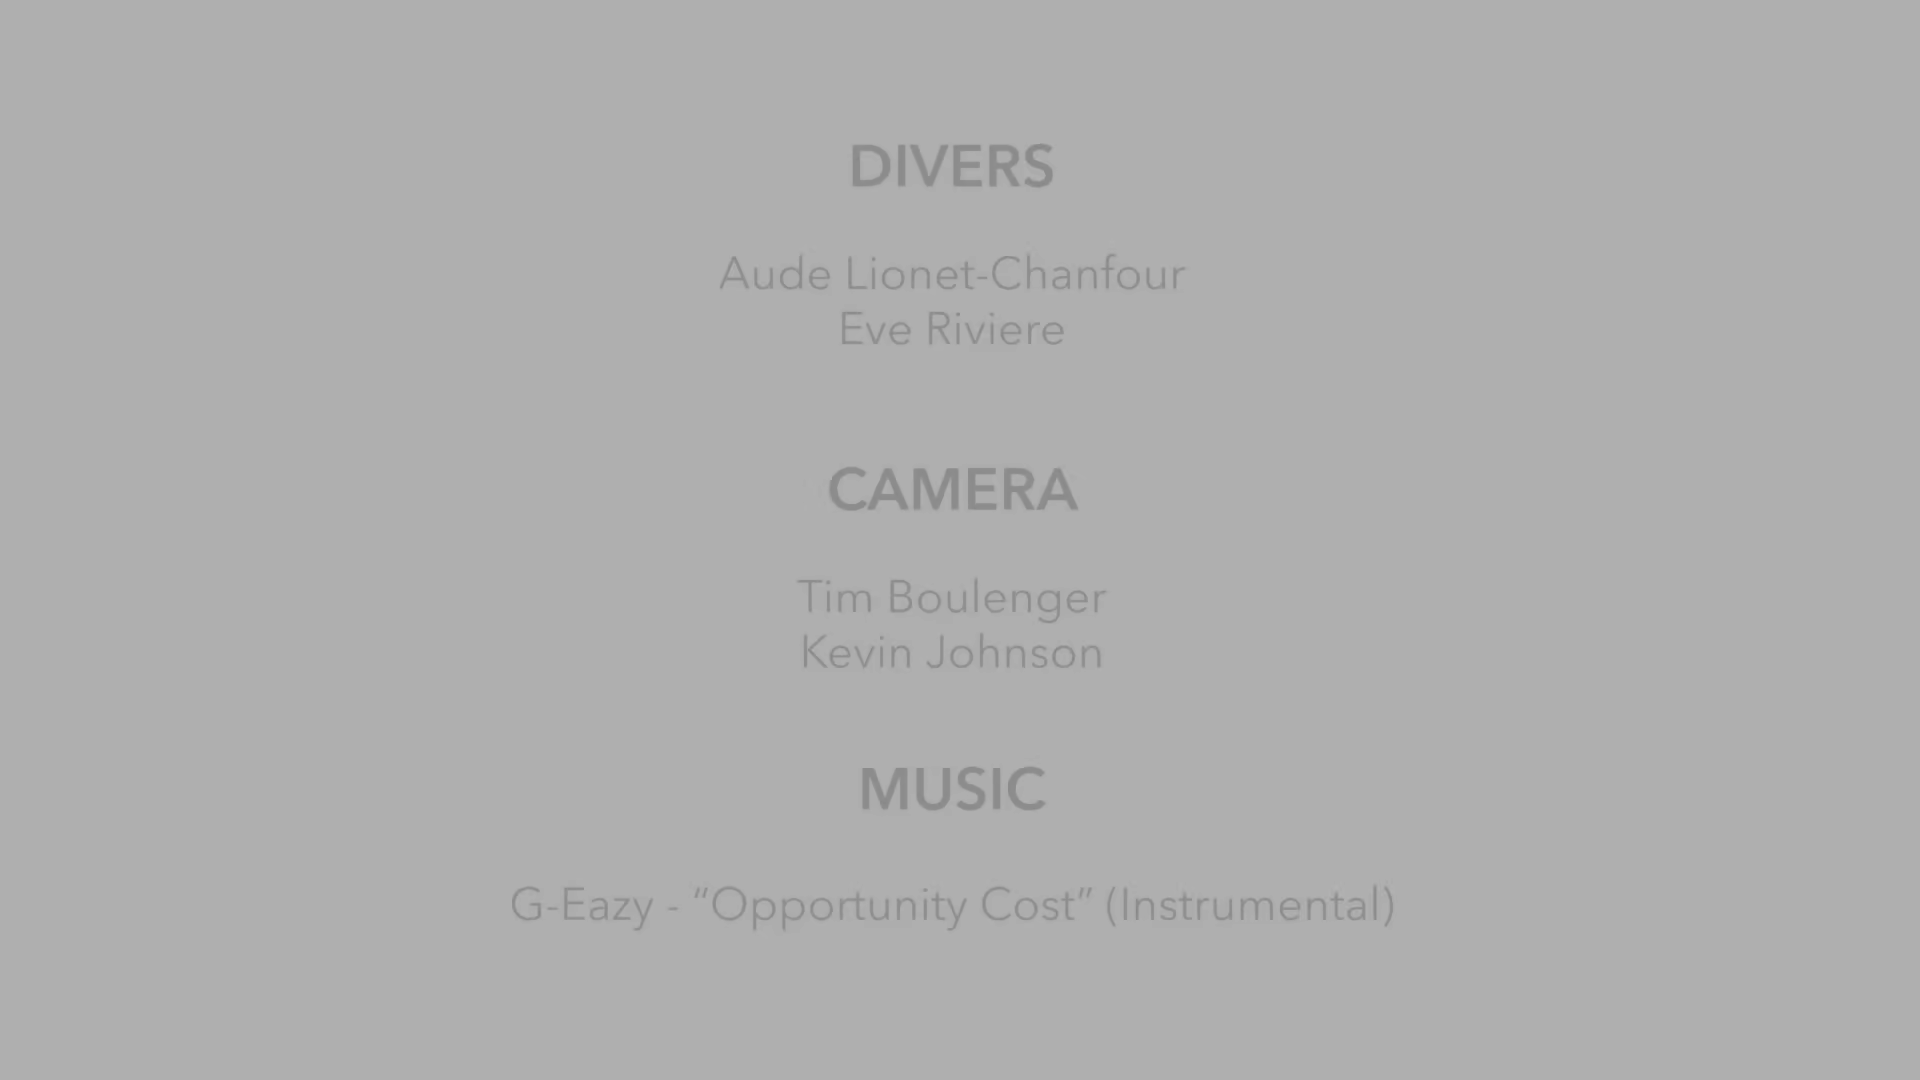 DIVERS
Aude Lionet-Chanfour
Eve Riviere
CAMERA
Tim Boulenger
Kevin Johnson
MUSIC
G-Eazy - “Opportunity Cost” (Instrumental)